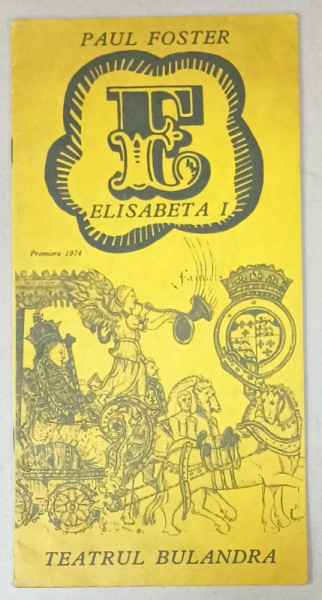 PAUL FOSTER
E
ELISABETA I
Premiera 1974
fama
TEATRUL BULANDRA